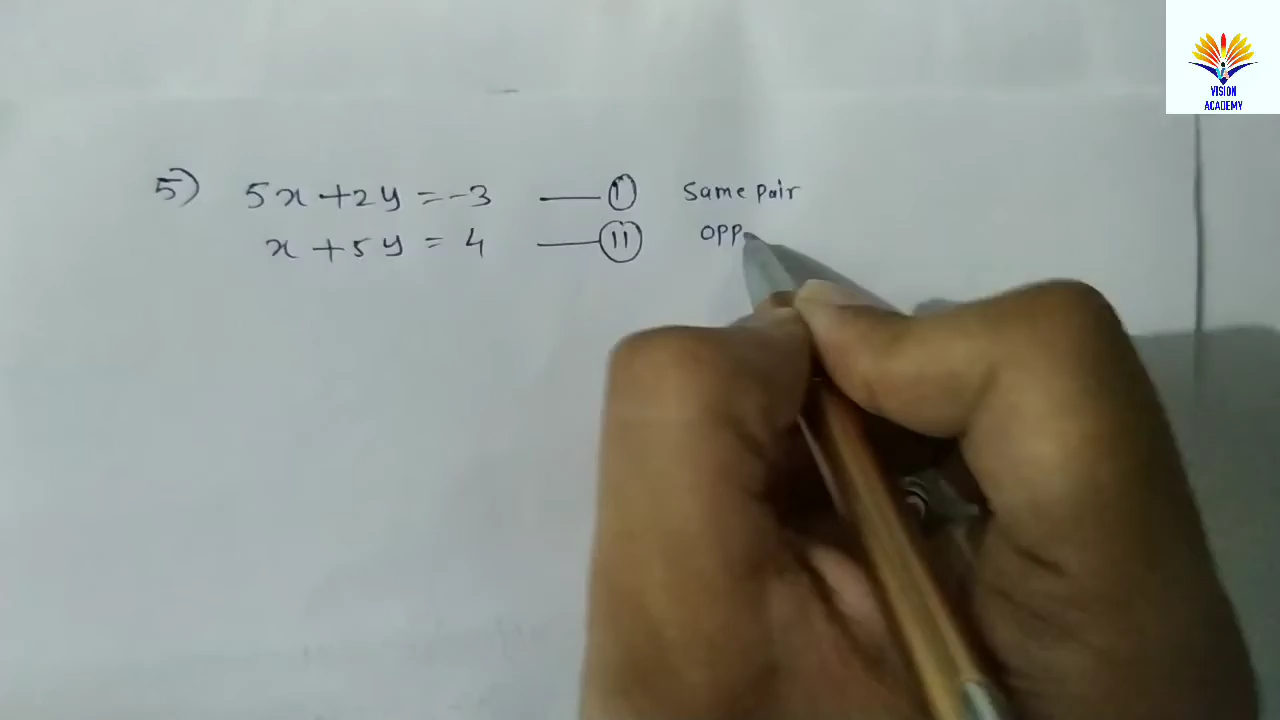 VISION
ACADEMY
5) 5x+2y=-3 —— I same pair
x+5y= 4 —— II opp